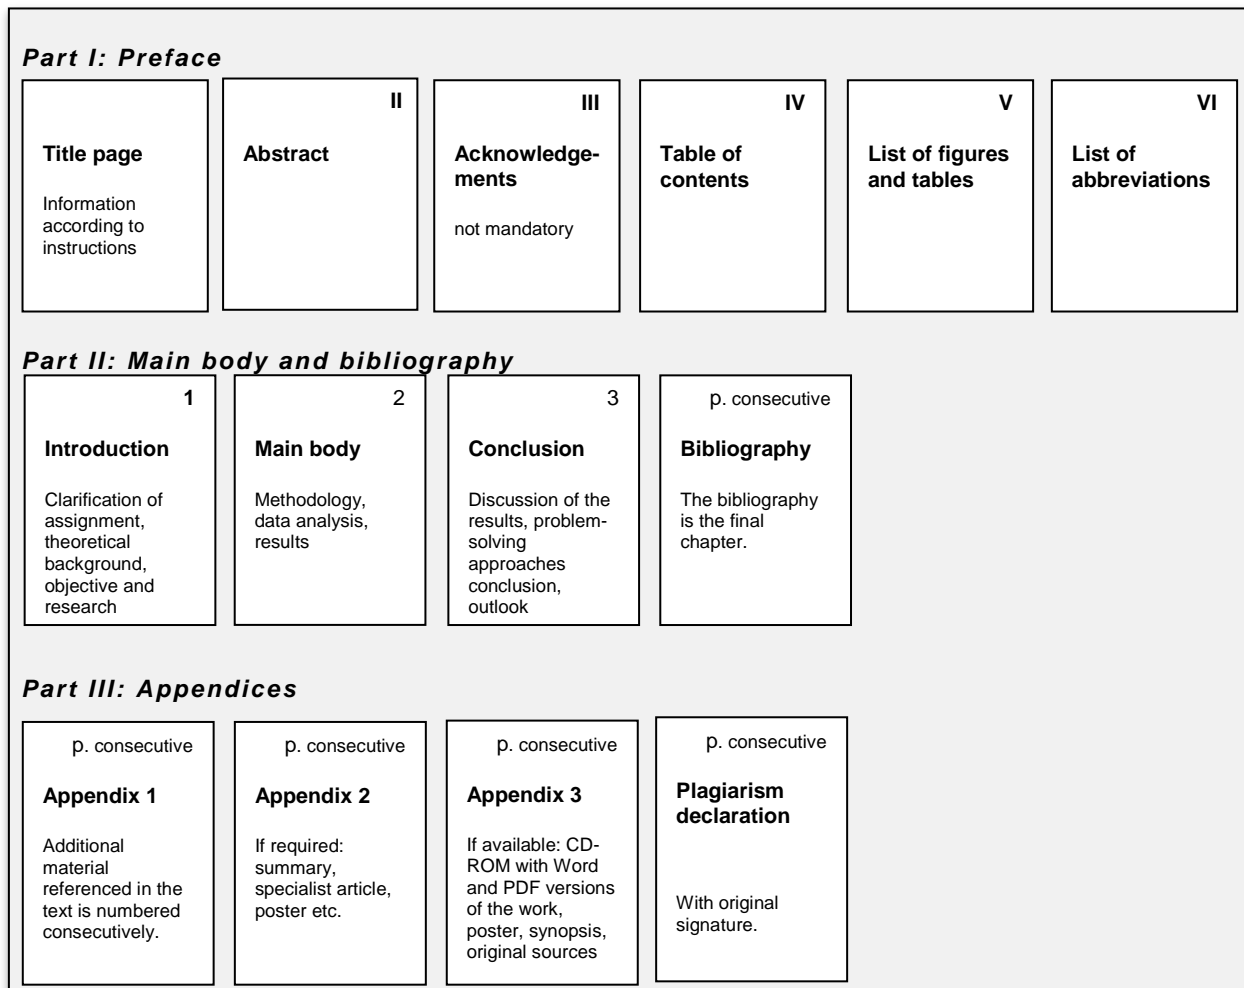 Part I: Preface
Title page
Information
according to
instructions
II
Abstract
III
Acknowledge-
ments
not mandatory
IV
Table of
contents
V
List of figures
and tables
VI
List of
abbreviations
Part II: Main body and bibliography
1
Introduction
Clarification of
assignment,
theoretical
background,
objective and
research
2
Main body
Methodology,
data analysis,
results
3
Conclusion
Discussion of the
results, problem-
solving
approaches
conclusion,
outlook
p. consecutive
Bibliography
The bibliography
is the final
chapter.
Part III: Appendices
p. consecutive
Appendix 1
Additional
material
referenced in the
text is numbered
consecutively.
p. consecutive
Appendix 2
If required:
summary,
specialist article,
poster etc.
p. consecutive
Appendix 3
If available: CD-
ROM with Word
and PDF versions
of the work,
poster, synopsis,
original sources
p. consecutive
Plagiarism
declaration
With original
signature.